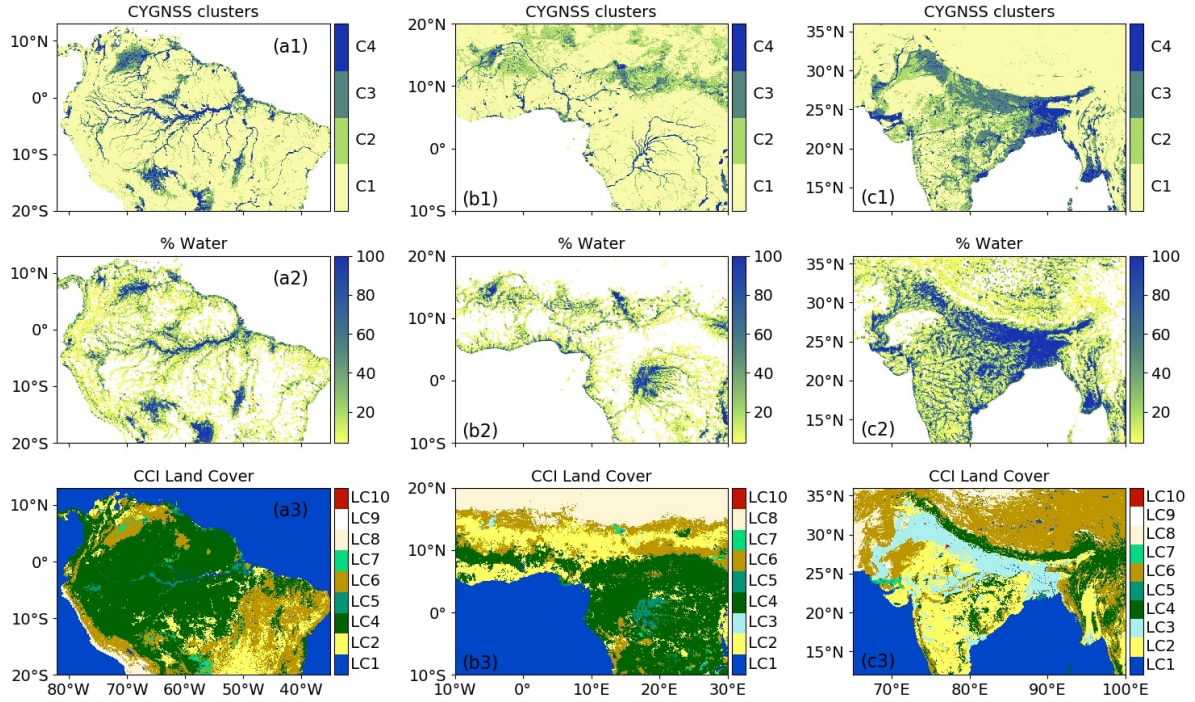 CYGNSS clusters
10°N
0°
10°S
20°S
(a1)
C4
C3
C2
C1
CYGNSS clusters
20°N
10°N
0°
10°S
(b1)
C4
C3
C2
C1
CYGNSS clusters
35°N
30°N
25°N
20°N
15°N
(c1)
C4
C3
C2
C1
% Water
10°N
0°
10°S
20°S
(a2)
100
80
60
40
20
% Water
20°N
10°N
0°
10°S
(b2)
100
80
60
40
20
% Water
35°N
30°N
25°N
20°N
15°N
(c2)
100
80
60
40
20
CCI Land Cover
10°N
0°
10°S
20°S
(a3)
80°W 70°W 60°W 50°W 40°W
LC10
LC9
LC8
LC7
LC6
LC5
LC4
LC2
LC1
CCI Land Cover
20°N
10°N
0°
10°S
(b3)
10°W 0° 10°E 20°E 30°E
LC10
LC8
LC7
LC6
LC5
LC4
LC3
LC2
LC1
CCI Land Cover
35°N
30°N
25°N
20°N
15°N
(c3)
70°E 80°E 90°E 100°E
LC10
LC9
LC8
LC7
LC6
LC5
LC4
LC3
LC2
LC1